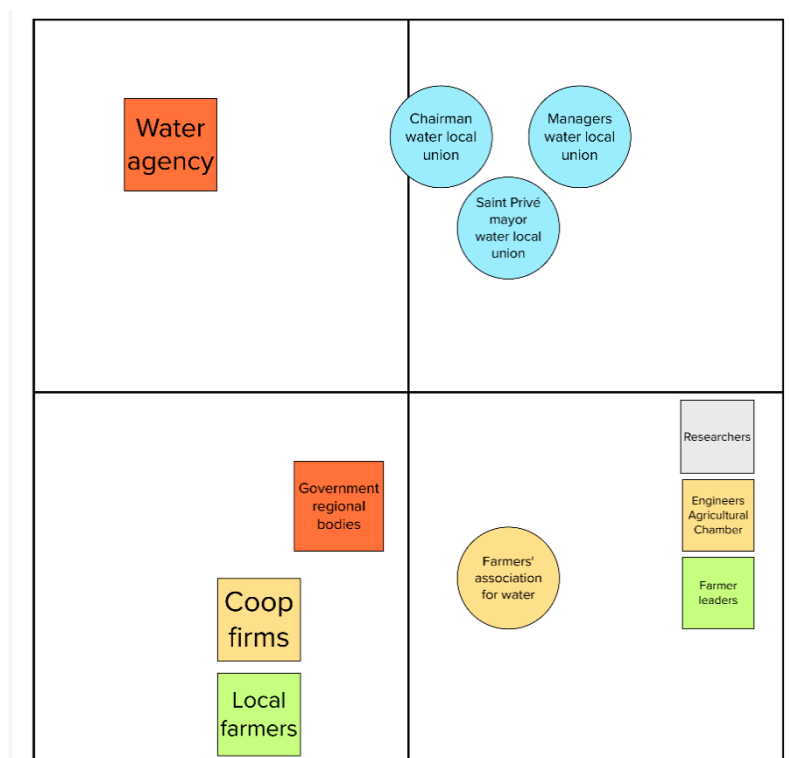 Water
agency
Chairman
water local
union
Managers
water local
union
Saint Privé
mayor
water local
union
Researchers
Government
regional
bodies
Engineers
Agricultural
Chamber
Farmers'
association
for water
Farmer
leaders
Coop
firms
Local
farmers